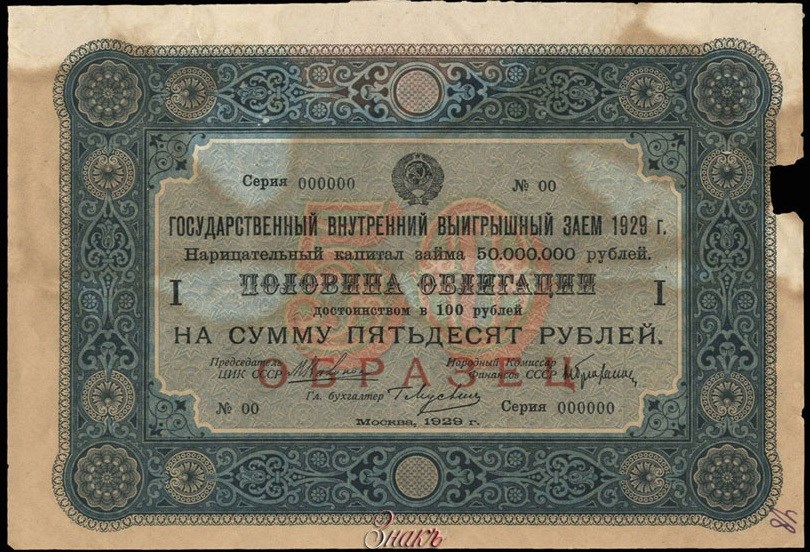 Серия 000000 № 00
ГОСУДАРСТВЕННЫЙ ВНУТРЕННИЙ ВЫИГРЫШНЫЙ ЗАЕМ 1929 г.
Нарицательный капитал займа 50.000.000 рублей.
I ПОЛОВИНА ОБЛИГАЦИИ I
достоинством в 100 рублей
НА СУММУ ПЯТЬДЕСЯТ РУБЛЕЙ.
Председатель Народный Комиссар
ЦИК СССР Финансов СССР
ОБРАЗЕЦ
Гл. бухгалтер
№ 00 Серия 000000
Москва, 1929 г.
50
Знакъ
48